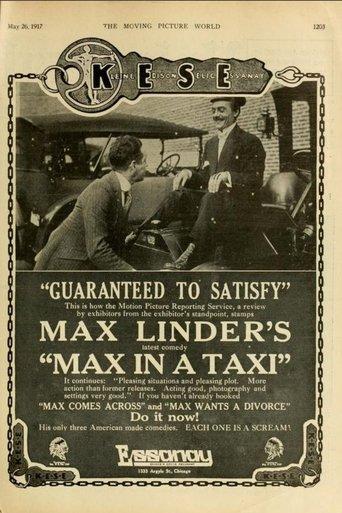 May 26, 1917 THE MOVING PICTURE WORLD 1203
KLEINE EDISON SELIG ESSANAY
"GUARANTEED TO SATISFY"
This is how the Motion Picture Reporting Service, a review
by exhibitors from the exhibitor's standpoint, stamps
MAX LINDER'S
latest comedy
"MAX IN A TAXI"
It continues: "Pleasing situations and pleasing plot. More
action than former releases. Acting good, photography and
settings very good." If you haven't already booked
"MAX COMES ACROSS" and "MAX WANTS A DIVORCE"
Do it now!
His only three American made comedies. EACH ONE IS A SCREAM!
Essanay
1333 Argyle St., Chicago
K-E-S-E
K-E-S-E
K-E-S-E
K-E-S-E